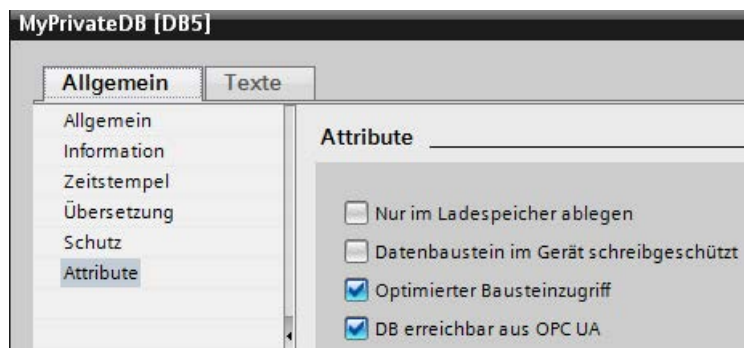 MyPrivateDB [DB5]
Allgemein Texte
Allgemein
Information
Zeitstempel
Übersetzung
Schutz
Attribute
Attribute
Nur im Ladespeicher ablegen
Datenbaustein im Gerät schreibgeschützt
Optimierter Bausteinzugriff
DB erreichbar aus OPC UA